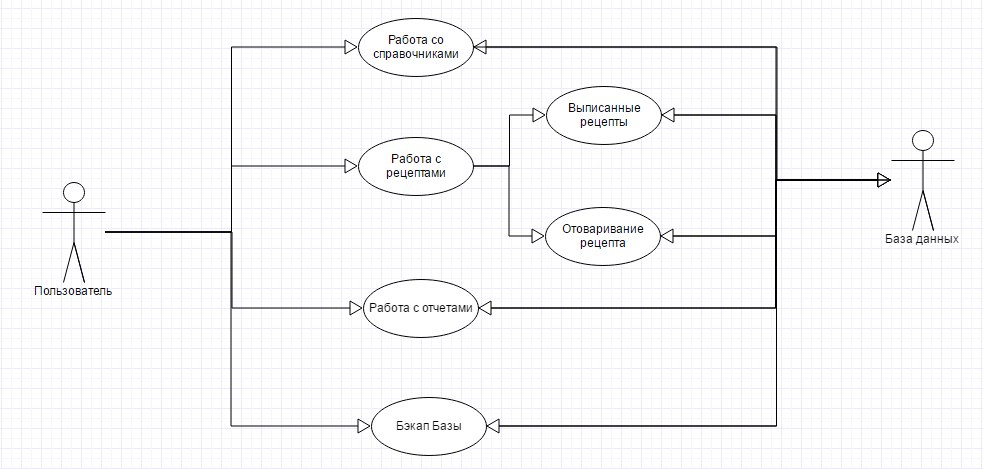 Работа со
справочниками
Выписанные
рецепты
Работа с
рецептами
Отоваривание
рецепта
База данных
Пользователь
Работа с отчетами
Бэкап Базы